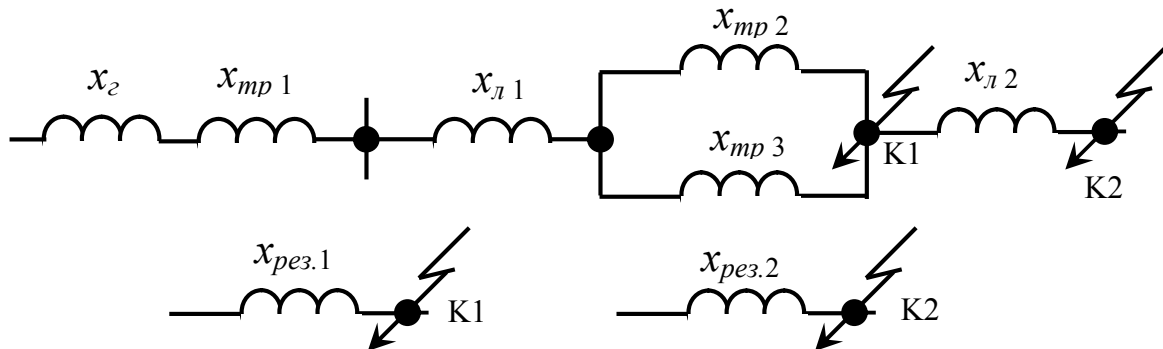 x_г x_тр 1 x_л 1 x_тр 2 x_л 2
x_тр 3 K1
K2
x_рез.1 x_рез.2
K1 K2